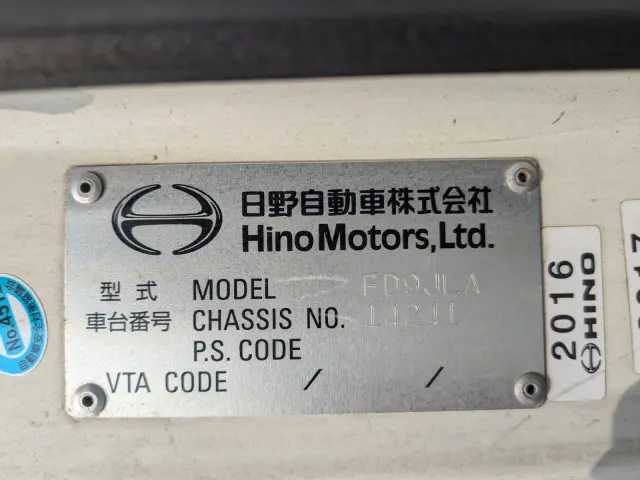 日野自動車株式会社
Hino Motors, Ltd.
型式 MODEL FD9JLA
車台番号 CHASSIS NO. 14241
P.S. CODE
VTA CODE / /
2016
HINO